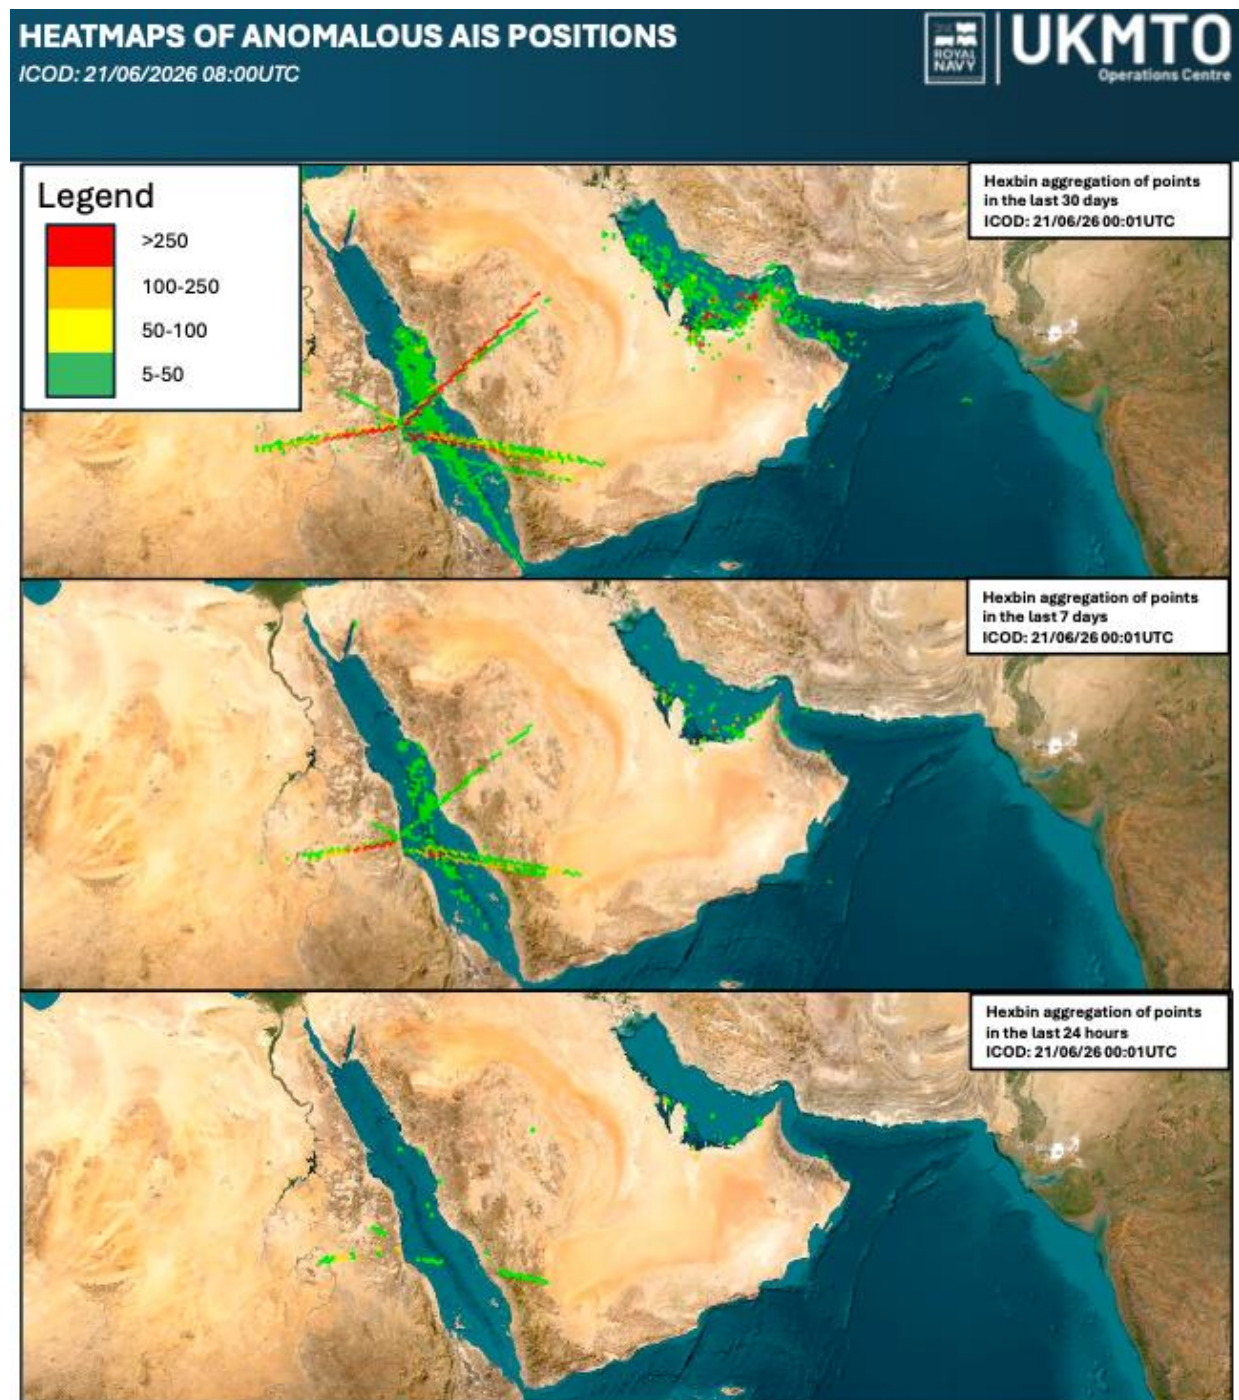 HEATMAPS OF ANOMALOUS AIS POSITIONS
ICOD: 21/06/2026 08:00UTC
ROYAL
NAVY
UKMTO
Operations Centre
Legend
>250
100-250
50-100
5-50
Hexbin aggregation of points
in the last 30 days
ICOD: 21/06/26 00:01UTC
Hexbin aggregation of points
in the last 7 days
ICOD: 21/06/26 00:01UTC
Hexbin aggregation of points
in the last 24 hours
ICOD: 21/06/26 00:01UTC